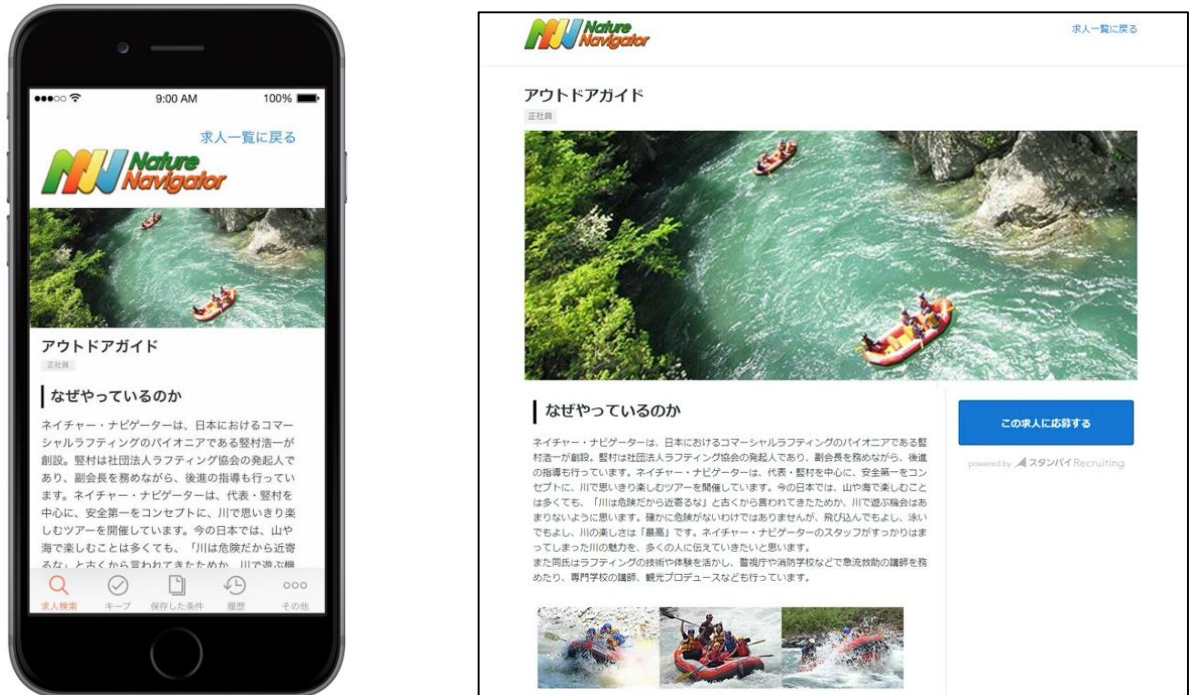 9:00 AM
100%
求人一覧に戻る
Nature
Navigator
アウトドアガイド
正社員
なぜやっているのか
ネイチャー・ナビゲーターは、日本におけるコマー
シャルラフティングのパイオニアである竪村浩一が
創設。竪村は社団法人ラフティング協会の発起人で
あり、副会長を務めながら、後進の指導も行ってい
ます。ネイチャー・ナビゲーターは、代表・竪村を
中心に、安全第一をコンセプトに、川で思いきり楽
しむツアーを開催しています。今の日本では、山や
海で楽しむことは多くても、「川は危険だから近寄
るな」と古くから言われてきたためか、川で遊ぶ機
求人検索
キープ
保存した条件
履歴
その他
Nature
Navigator
求人一覧に戻る
アウトドアガイド
正社員
なぜやっているのか
ネイチャー・ナビゲーターは、日本におけるコマーシャルラフティングのパイオニアである竪
村浩一が創設。竪村は社団法人ラフティング協会の発起人であり、副会長を務めながら、後進
の指導も行っています。ネイチャー・ナビゲーターは、代表・竪村を中心に、安全第一をコン
セプトに、川で思いきり楽しむツアーを開催しています。今の日本では、山や海で楽しむこと
は多くても、「川は危険だから近寄るな」と古くから言われてきたためか、川で遊ぶ機会はあ
まりないように思います。確かに危険がないわけではありませんが、飛び込んでもよし、泳い
でもよし、川の楽しさは「最高」です。ネイチャー・ナビゲーターのスタッフがすっかりはま
ってしまった川の魅力を、多くの人に伝えていきたいと思います。
また同氏はラフティングの技術や体験を活かし、警視庁や消防学校などで急流救助の講師を務
めたり、専門学校の講師、観光プロデュースなども行っています。
この求人に応募する
powered by スタンバイ Recruiting